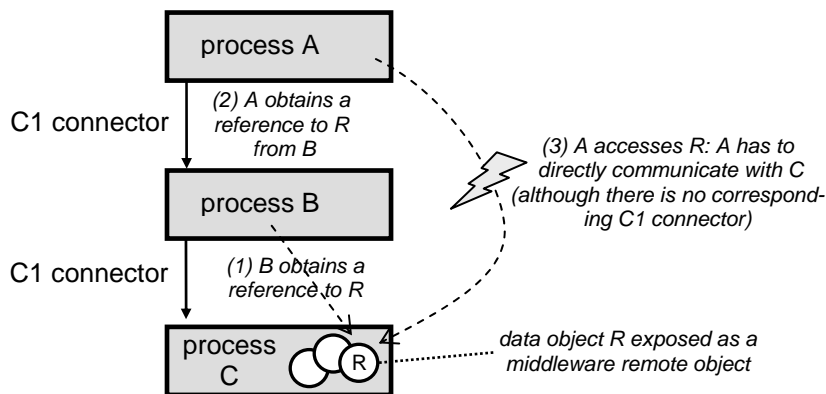 process A
C1 connector
(2) A obtains a
reference to R
from B
(3) A accesses R: A has to
directly communicate with C
(although there is no correspond-
ing C1 connector)
process B
C1 connector
(1) B obtains a
reference to R
process
C
R
data object R exposed as a
middleware remote object